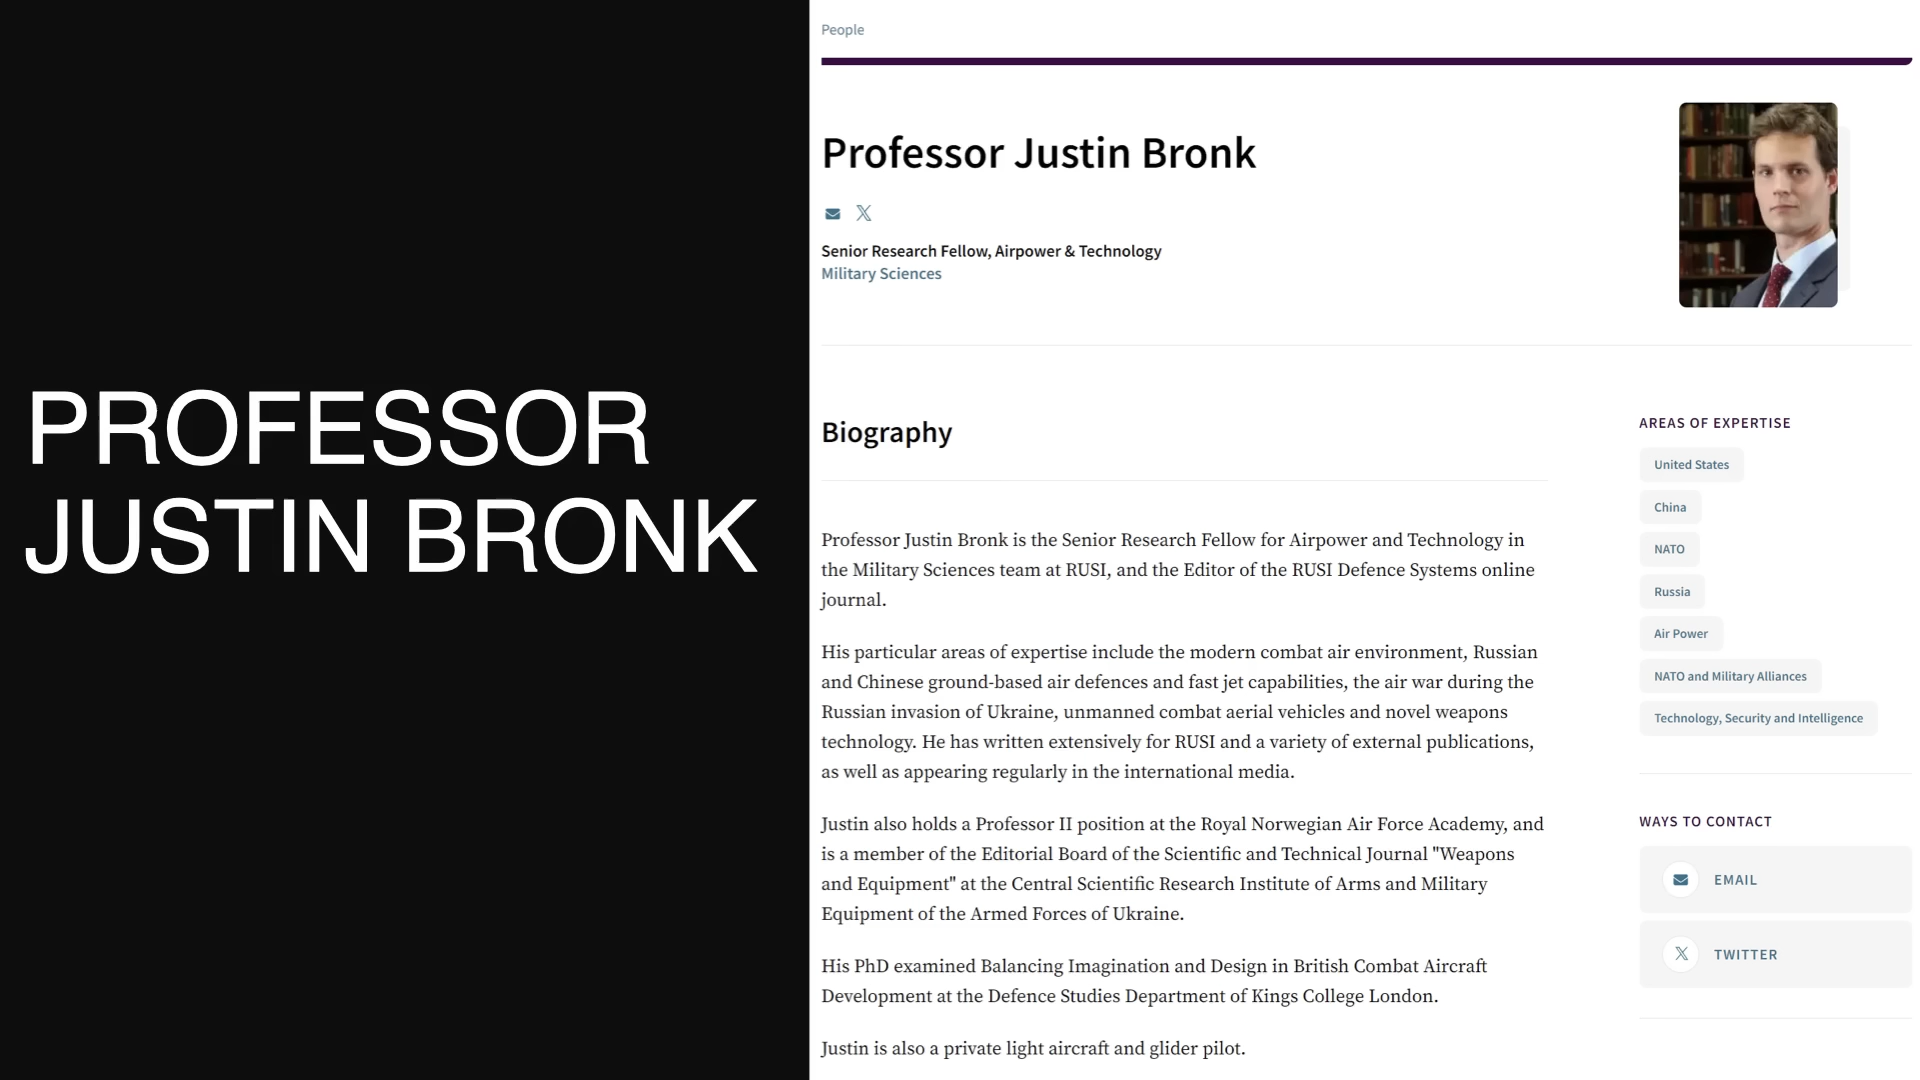 PROFESSOR
JUSTIN BRONK
People
Professor Justin Bronk
Senior Research Fellow, Airpower & Technology
Military Sciences
Biography
Professor Justin Bronk is the Senior Research Fellow for Airpower and Technology in
the Military Sciences team at RUSI, and the Editor of the RUSI Defence Systems online
journal.
His particular areas of expertise include the modern combat air environment, Russian
and Chinese ground-based air defences and fast jet capabilities, the air war during the
Russian invasion of Ukraine, unmanned combat aerial vehicles and novel weapons
technology. He has written extensively for RUSI and a variety of external publications,
as well as appearing regularly in the international media.
Justin also holds a Professor II position at the Royal Norwegian Air Force Academy, and
is a member of the Editorial Board of the Scientific and Technical Journal "Weapons
and Equipment" at the Central Scientific Research Institute of Arms and Military
Equipment of the Armed Forces of Ukraine.
His PhD examined Balancing Imagination and Design in British Combat Aircraft
Development at the Defence Studies Department of Kings College London.
Justin is also a private light aircraft and glider pilot.
AREAS OF EXPERTISE
United States
China
NATO
Russia
Air Power
NATO and Military Alliances
Technology, Security and Intelligence
WAYS TO CONTACT
EMAIL
TWITTER